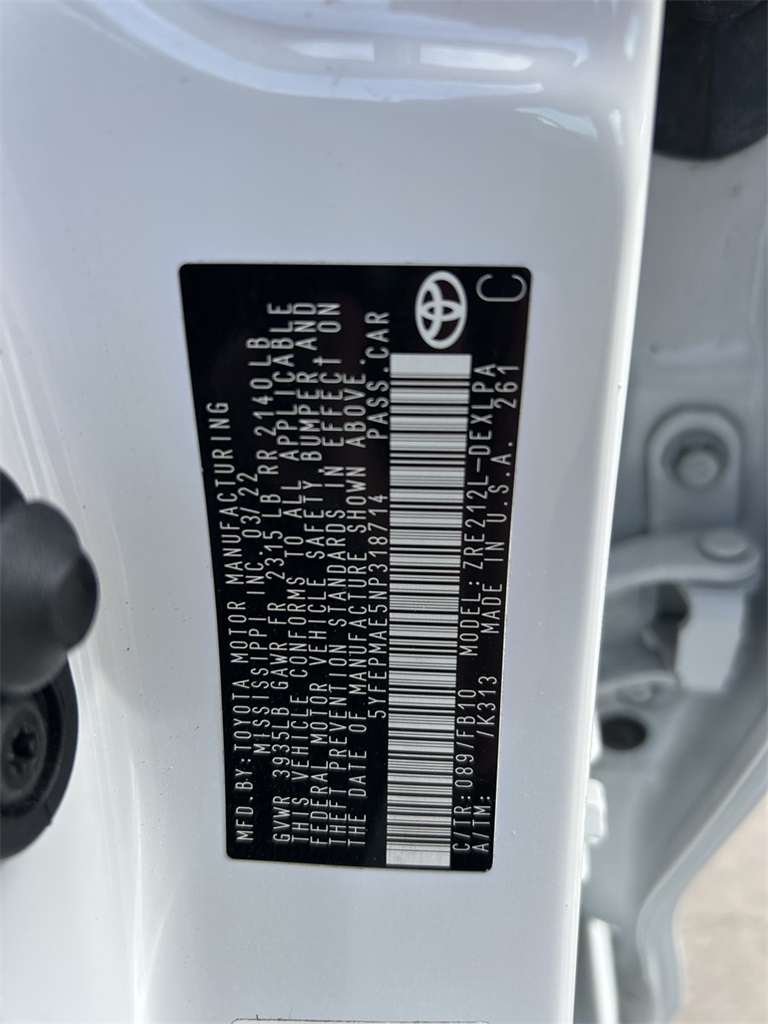 MFD. BY: TOYOTA MOTOR MANUFACTURING
MISSISSIPPI INC. 03/22
GVWR 3935LB GAWR FR 2315 LB RR 2140 LB
THIS VEHICLE CONFORMS TO ALL APPLICABLE
FEDERAL MOTOR VEHICLE SAFETY, BUMPER, AND
THEFT PREVENTION STANDARDS IN EFFECT ON
THE DATE OF MANUFACTURE SHOWN ABOVE.
5YFEPMAE5NP318714 PASS. CAR
C/TR: 089/FB10 MODEL: ZRE212L-DEXLPA
A/TM: /K313 MADE IN U.S.A. 261
C